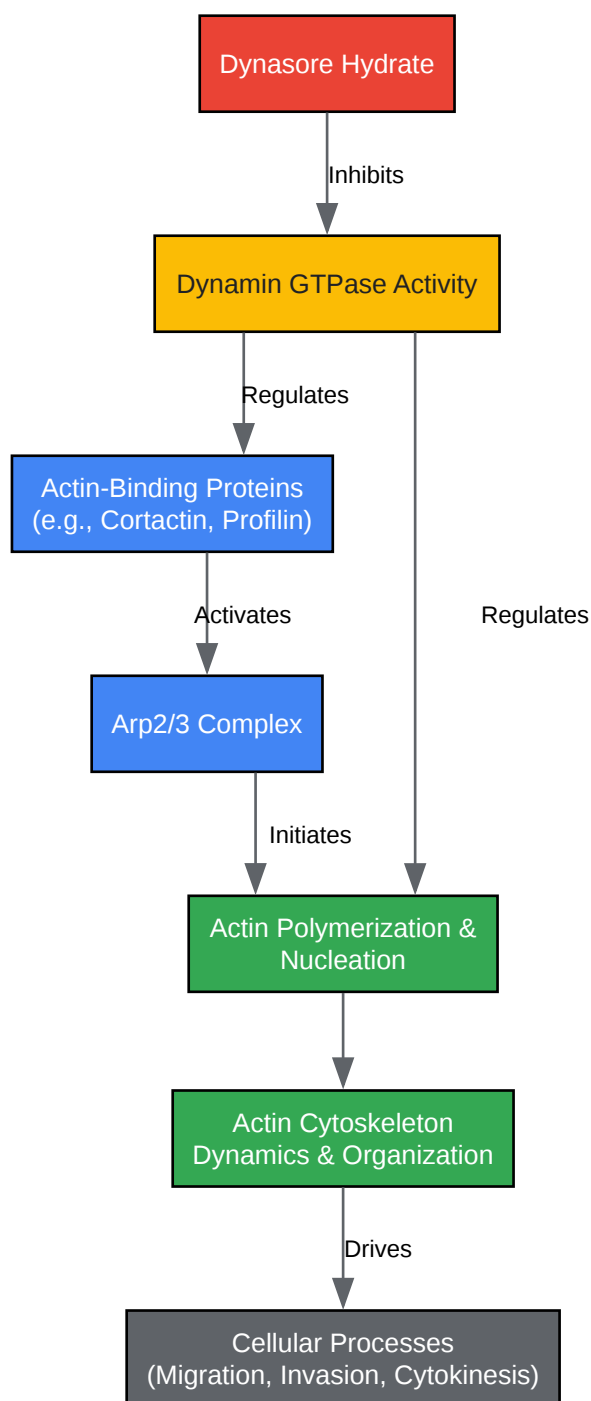 Dynasore Hydrate
Inhibits
Dynamin GTPase Activity
Regulates
Actin-Binding Proteins
(e.g., Cortactin, Profilin)
Activates
Regulates
Arp2/3 Complex
Initiates
Actin Polymerization &
Nucleation
Actin Cytoskeleton
Dynamics & Organization
Drives
Cellular Processes
(Migration, Invasion, Cytokinesis)